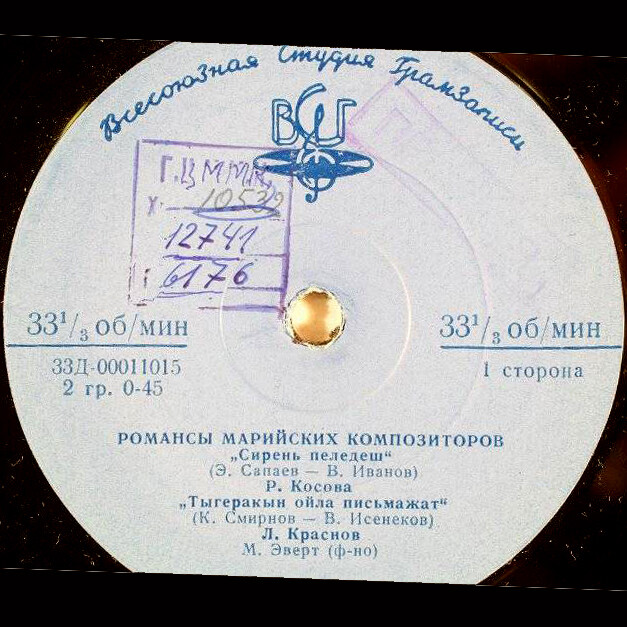 Всесоюзная Студия Грамзаписи
ВСГ
Г.Ц.ММК
10532
12741
6176
33¹/₃ об/мин
33¹/₃ об/мин
33Д-00011015
2 гр. 0-45
1 сторона
РОМАНСЫ МАРИЙСКИХ КОМПОЗИТОРОВ
„Сирень пеледеш“
(Э. Сапаев — В. Иванов)
Р. Косова
„Тыгеракын ойла письмажат“
(К. Смирнов — В. Исенеков)
Л. Краснов
М. Эверт (ф-но)